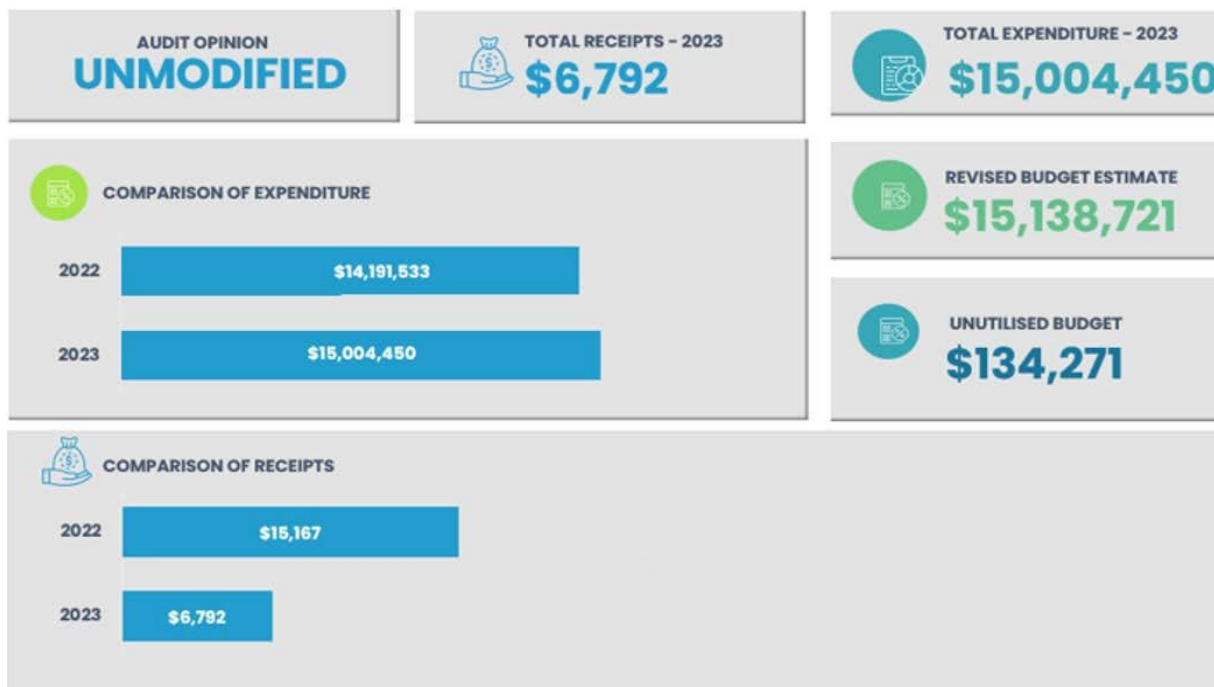 AUDIT OPINION
UNMODIFIED
TOTAL RECEIPTS - 2023
$6,792
TOTAL EXPENDITURE - 2023
$15,004,450
COMPARISON OF EXPENDITURE
2022
$14,191,533
2023
$15,004,450
REVISED BUDGET ESTIMATE
$15,138,721
UNUTILISED BUDGET
$134,271
COMPARISON OF RECEIPTS
2022
$15,167
2023
$6,792